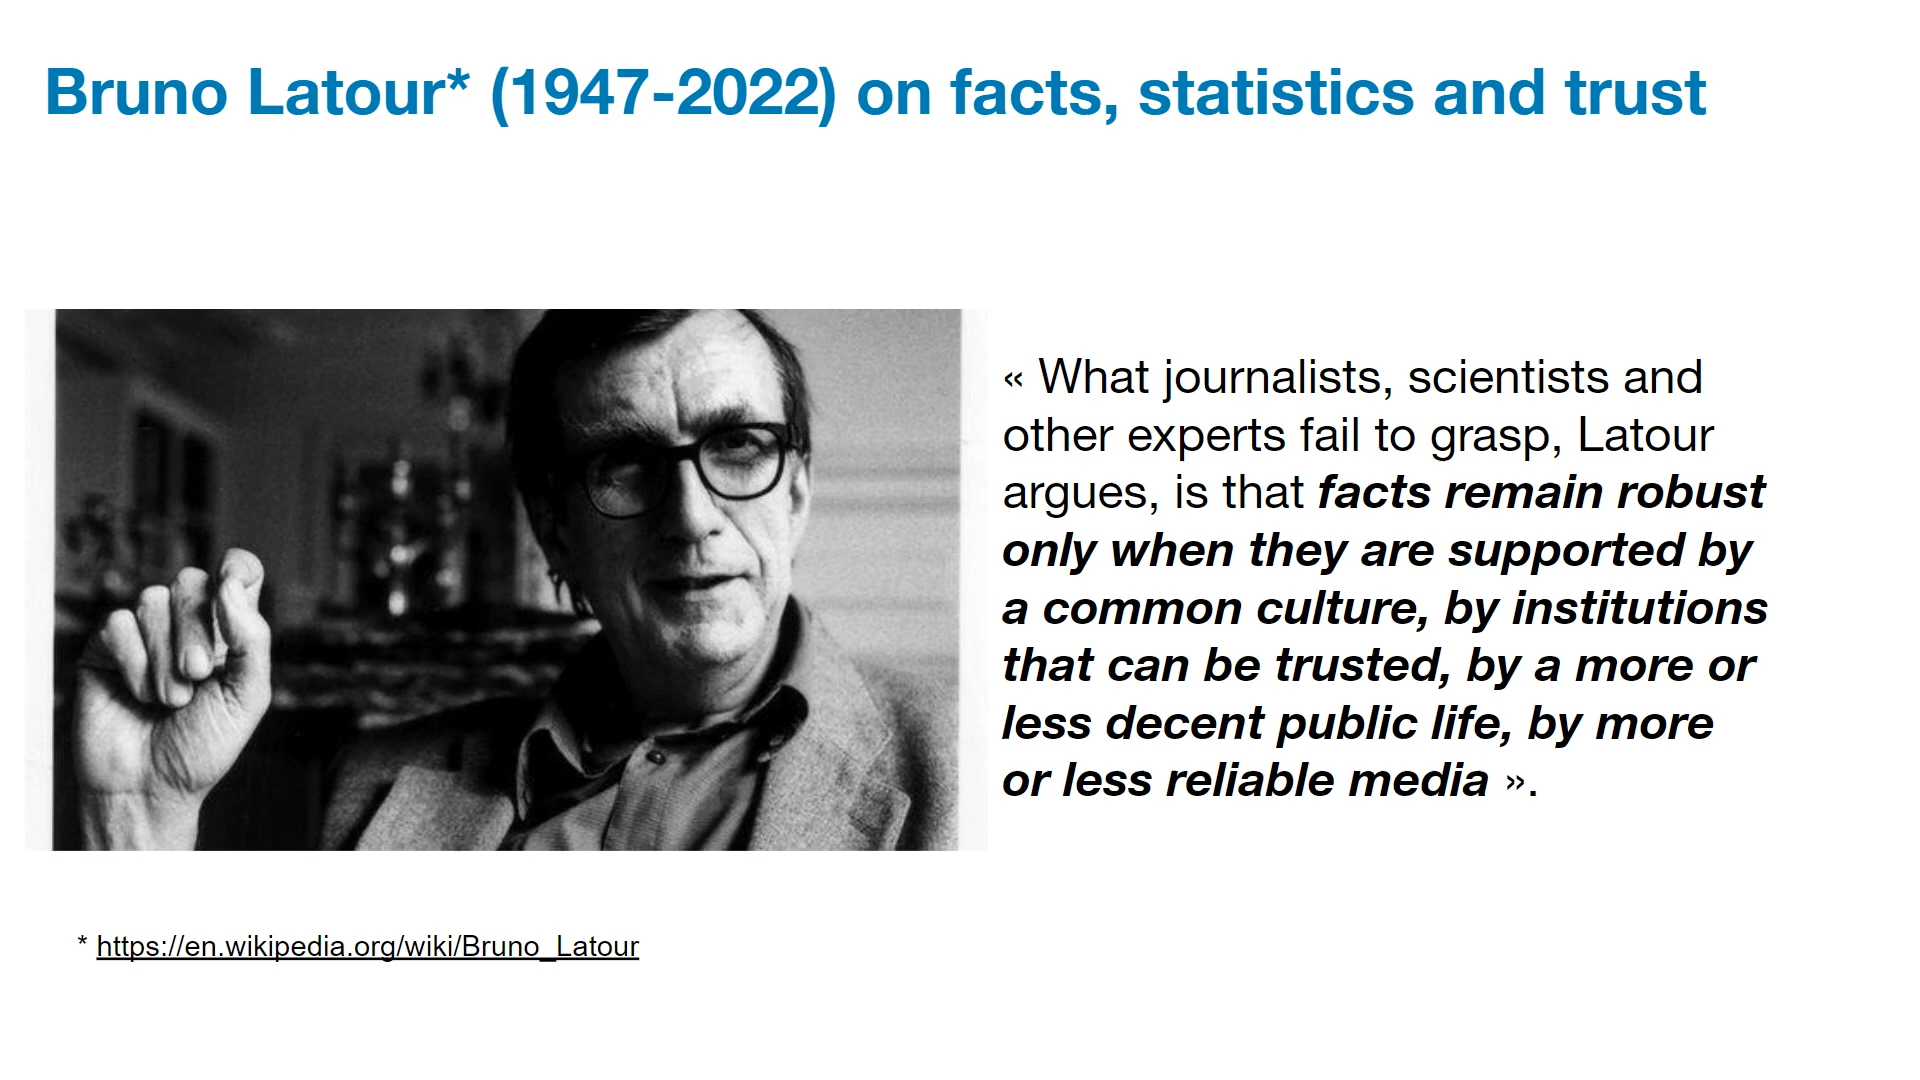 Bruno Latour* (1947-2022) on facts, statistics and trust
« What journalists, scientists and
other experts fail to grasp, Latour
argues, is that facts remain robust
only when they are supported by
a common culture, by institutions
that can be trusted, by a more or
less decent public life, by more
or less reliable media ».
* https://en.wikipedia.org/wiki/Bruno_Latour